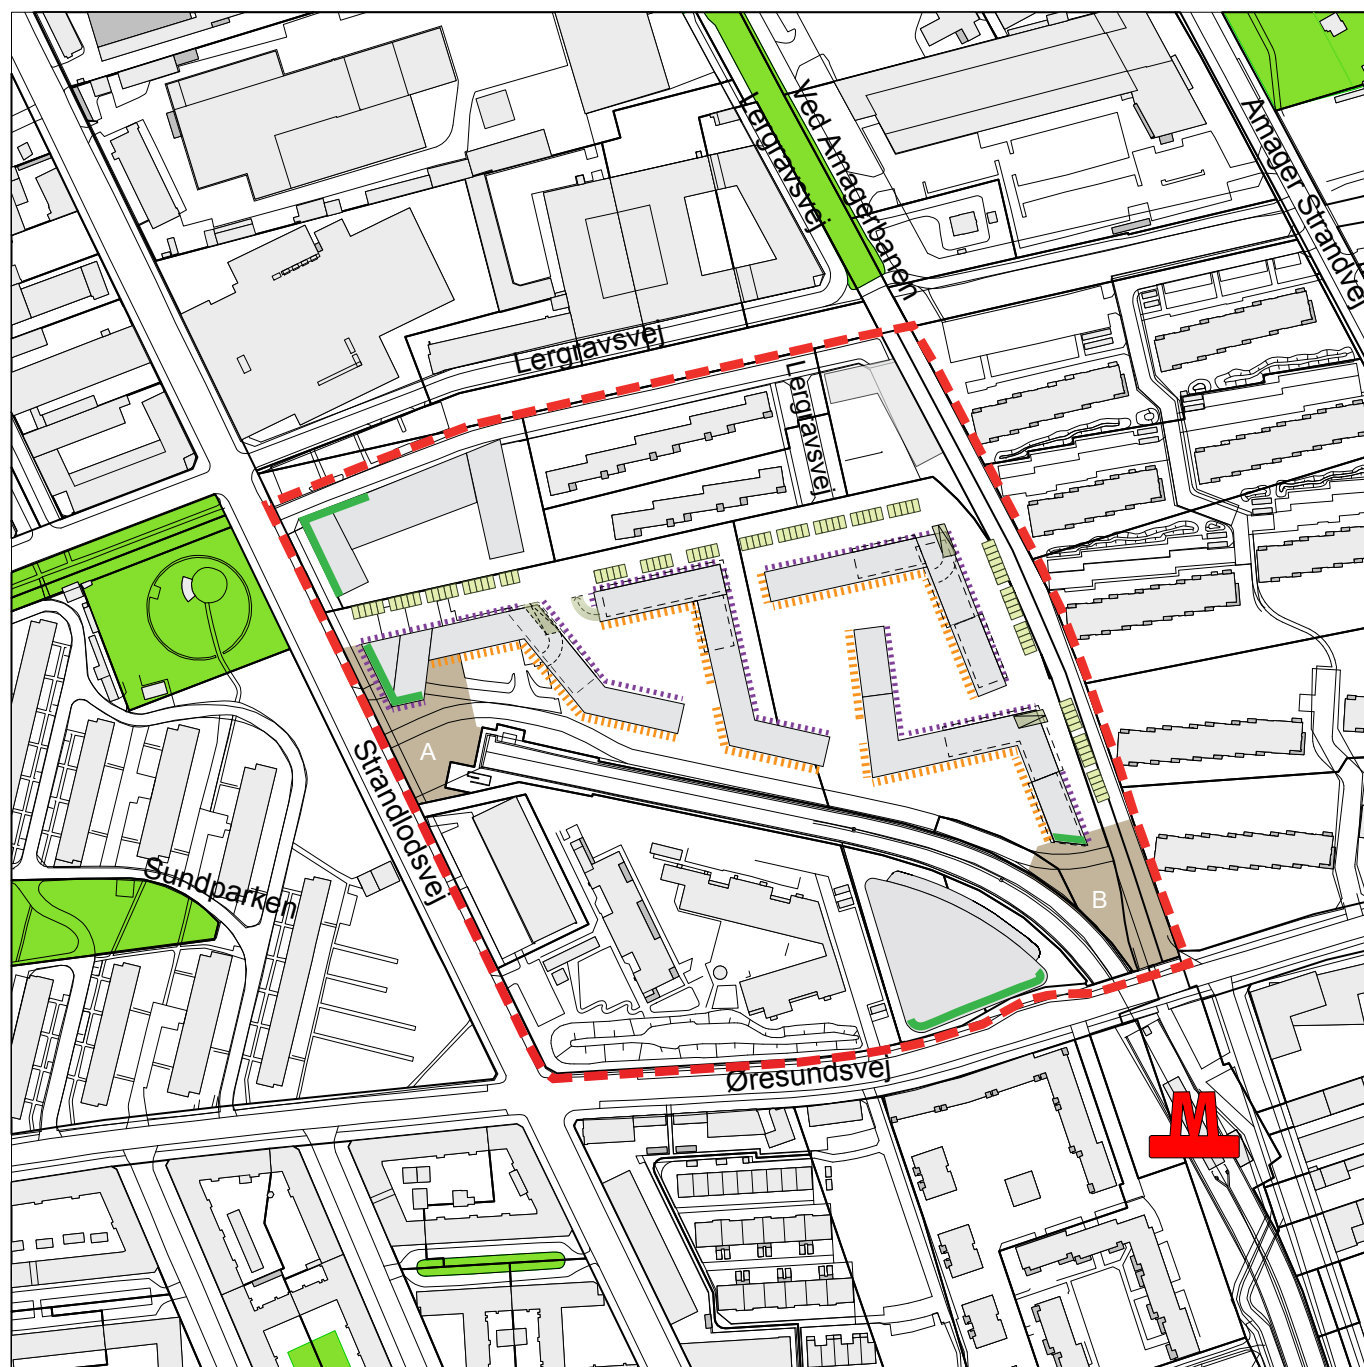 Lergravsvej
Ved Amagerbanen
Amager Strandvej
Lergravsvej
Lergravsvej
A
Strandlodsvej
Sundparken
B
Øresundsvej
M